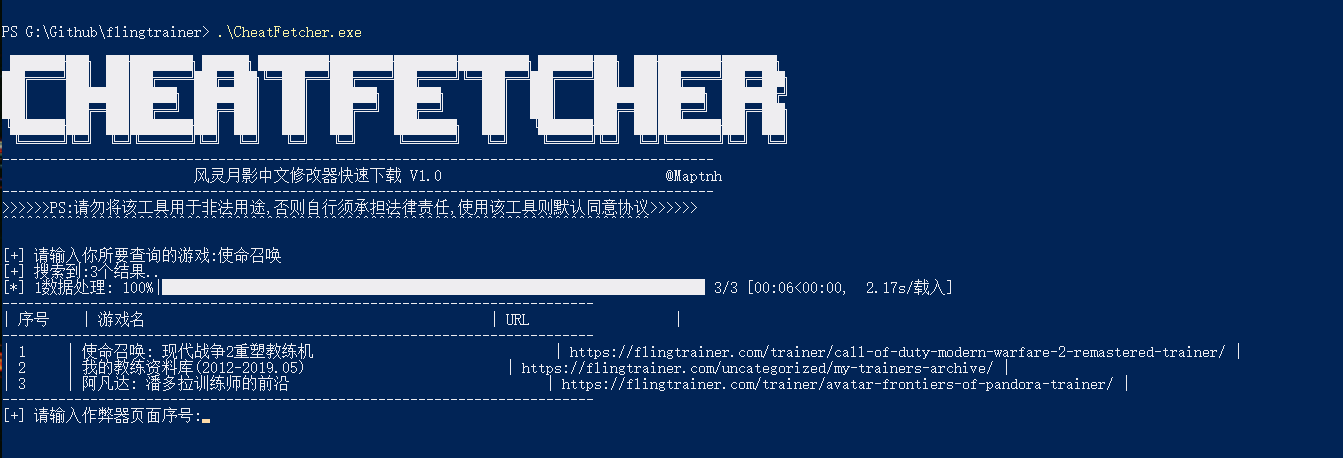 PS G:\Github\flingtrainer> .\CheatFetcher.exe
CHEATFETCHER
--------------------------------------------------------------------------------
风灵月影中文修改器快速下载 V1.0 @Maptnh
--------------------------------------------------------------------------------
>>>>>>PS:请勿将该工具用于非法用途,否则自行须承担法律责任,使用该工具则默认同意协议>>>>>>
^^^^^^^^^^^^^^^^^^^^^^^^^^^^^^^^^^^^^^^^^^^^^^^^^^^^^^^^^^^^^^^^^^^^^^^^^^^^^^^^^
[+] 请输入你所要查询的游戏:使命召唤
[+] 搜索到:3个结果..
[*] 1数据处理: 100%|██████████| 3/3 [00:06<00:00, 2.17s/载入]
--------------------------------------------------------------------------
| 序号 | 游戏名 | URL |
--------------------------------------------------------------------------
| 1 | 使命召唤: 现代战争2重塑教练机 | https://flingtrainer.com/trainer/call-of-duty-modern-warfare-2-remastered-trainer/ |
| 2 | 我的教练资料库(2012-2019.05) | https://flingtrainer.com/uncategorized/my-trainers-archive/ |
| 3 | 阿凡达: 潘多拉训练师的前沿 | https://flingtrainer.com/trainer/avatar-frontiers-of-pandora-trainer/ |
--------------------------------------------------------------------------
[+] 请输入作弊器页面序号: